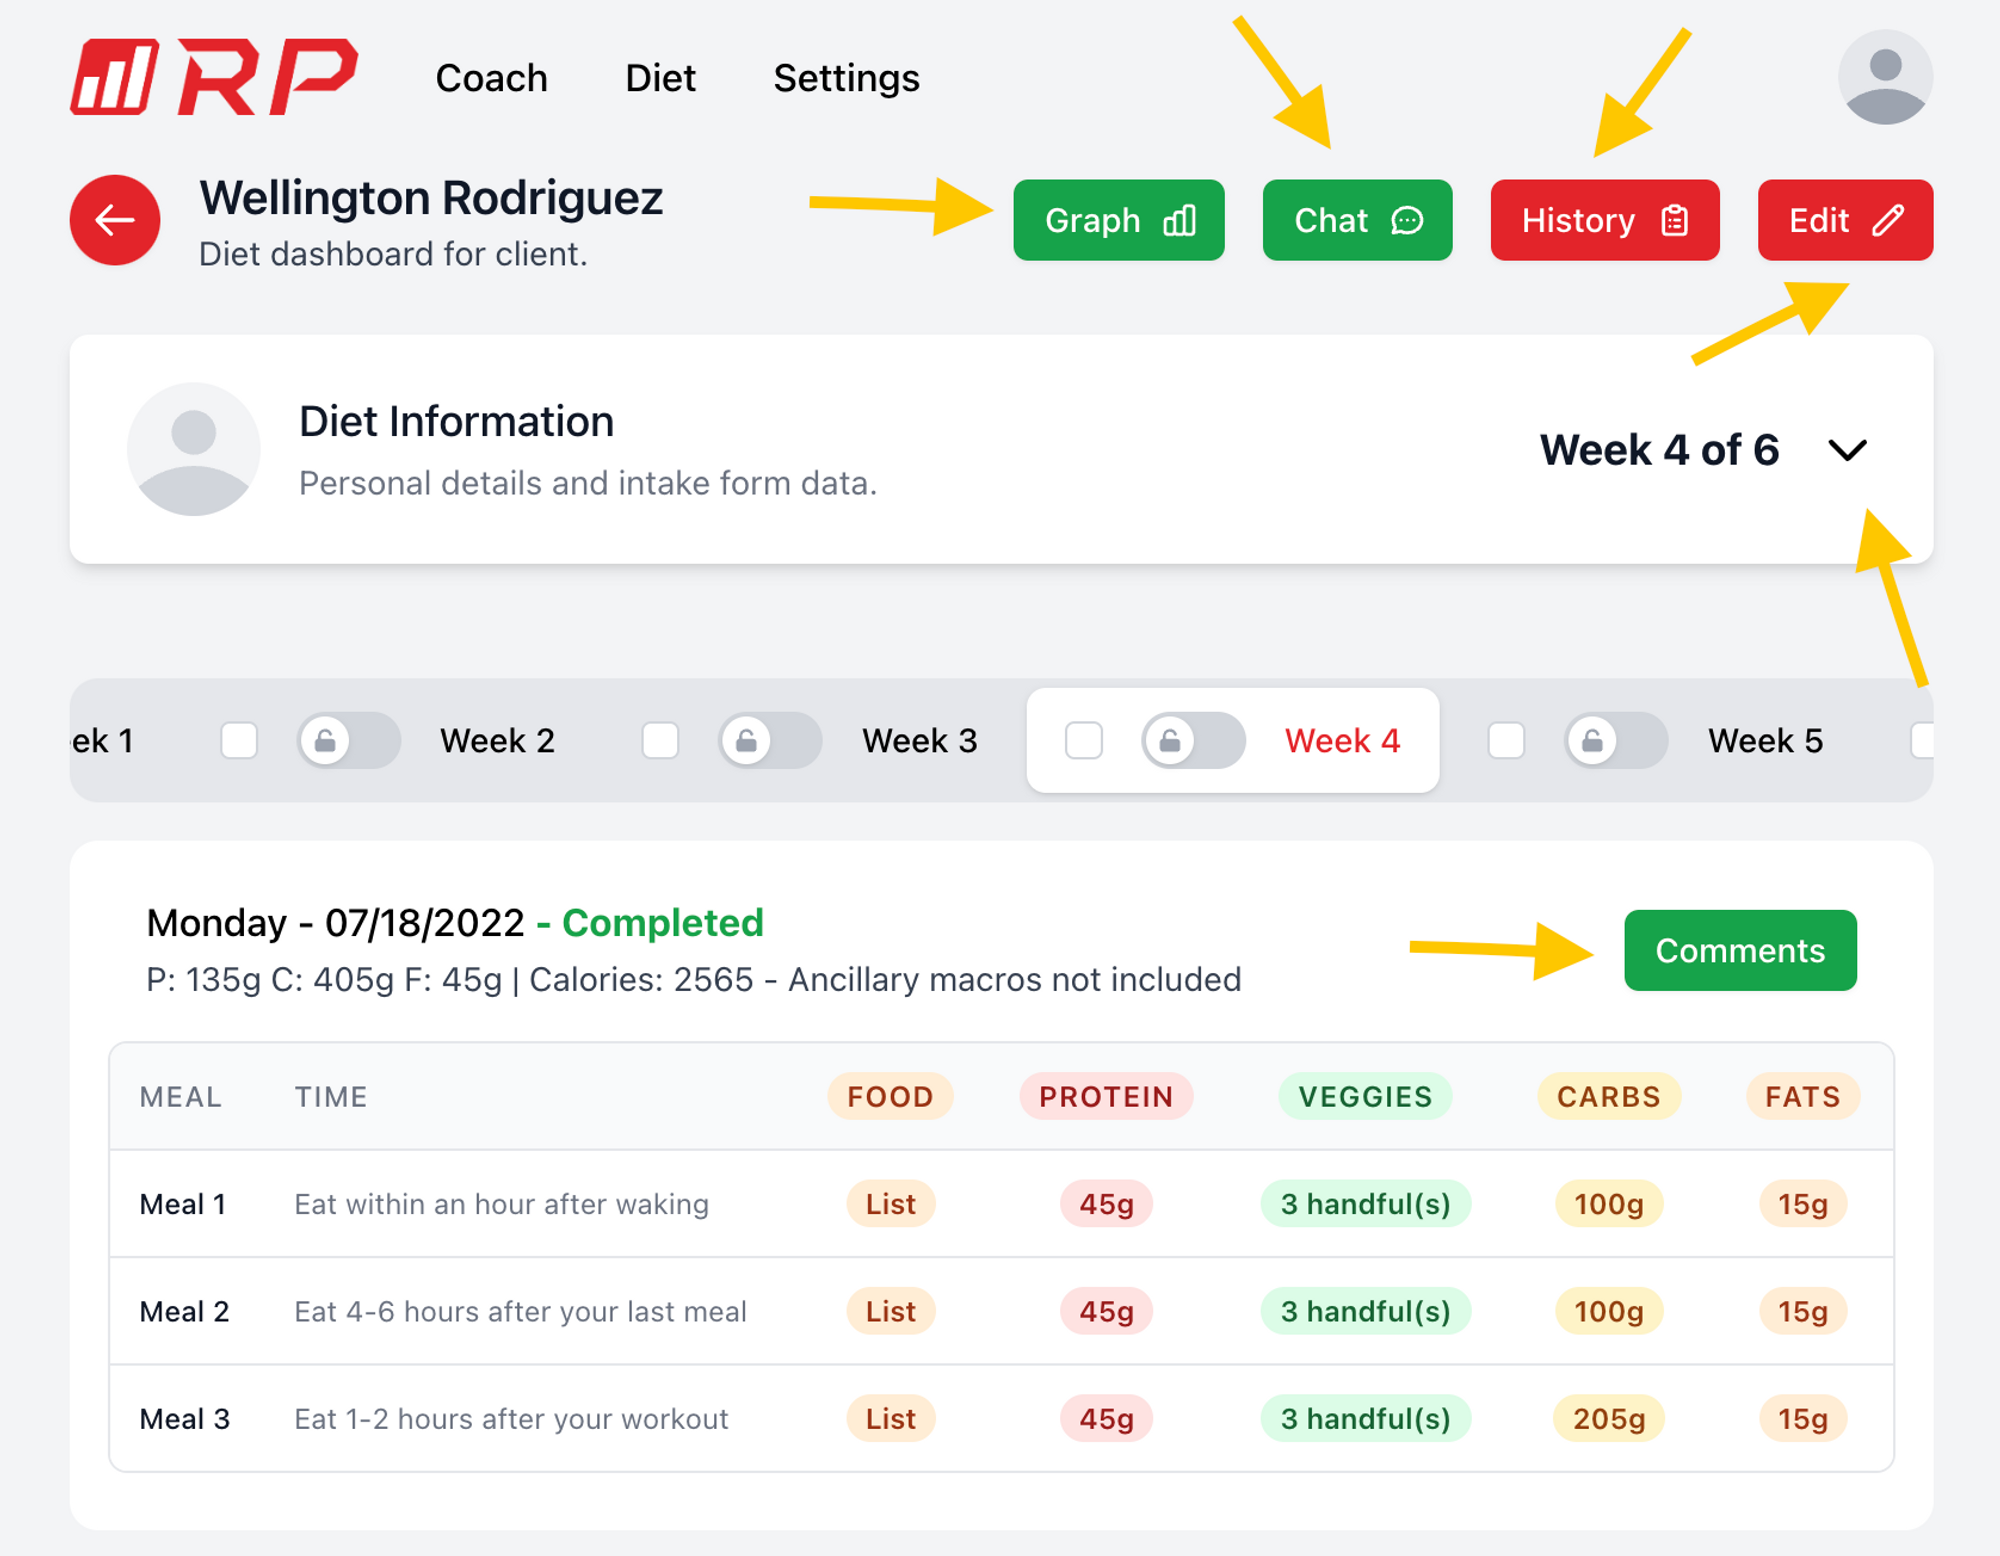 RP Coach Diet Settings
Wellington Rodriguez
Diet dashboard for client.
Graph Chat History Edit
Diet Information
Personal details and intake form data.
Week 4 of 6
ek 1 Week 2 Week 3 Week 4 Week 5
Monday - 07/18/2022 - Completed
P: 135g C: 405g F: 45g | Calories: 2565 - Ancillary macros not included
Comments
MEAL TIME FOOD PROTEIN VEGGIES CARBS FATS
Meal 1 Eat within an hour after waking List 45g 3 handful(s) 100g 15g
Meal 2 Eat 4-6 hours after your last meal List 45g 3 handful(s) 100g 15g
Meal 3 Eat 1-2 hours after your workout List 45g 3 handful(s) 205g 15g